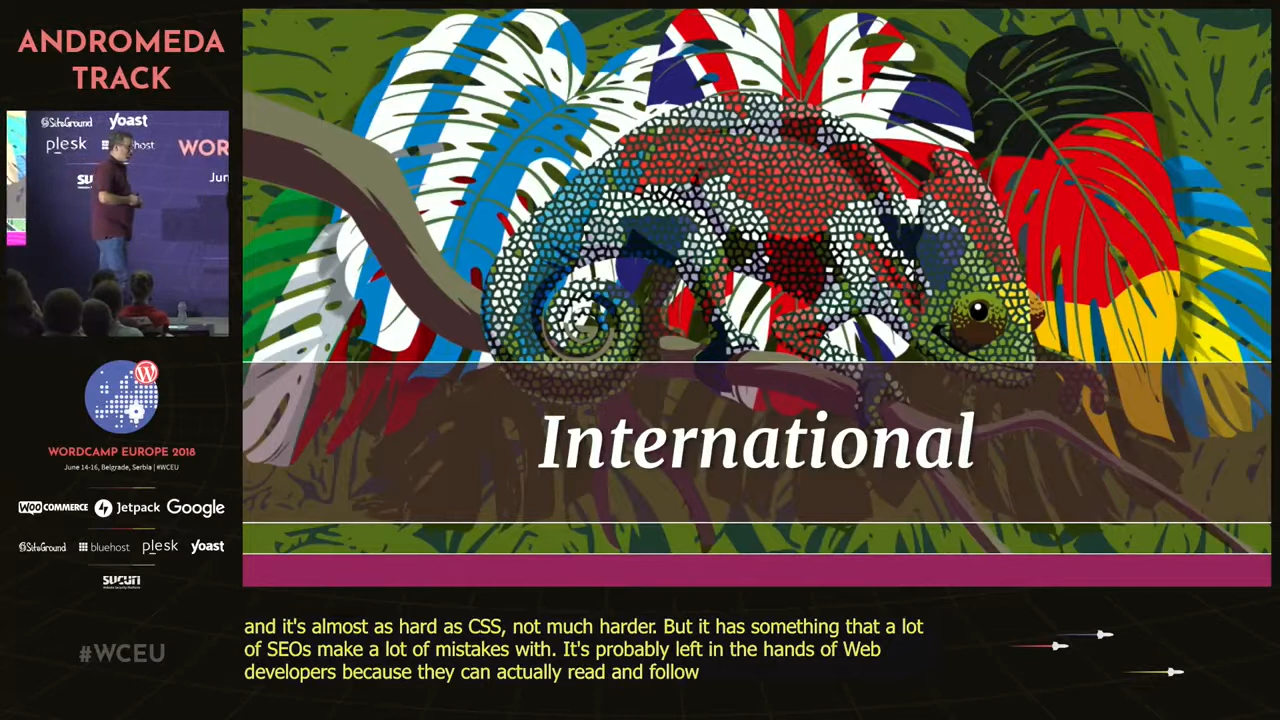 ANDROMEDA
TRACK
SiteGround
yoast
plesk
WOR
Jun
WORDCAMP EUROPE 2018
June 14-16, Belgrade, Serbia | #WCEU
WOO COMMERCE Jetpack Google
SiteGround bluehost plesk yoast
SUCURI
#WCEU
International
and it's almost as hard as CSS, not much harder. But it has something that a lot
of SEOs make a lot of mistakes with. It's probably left in the hands of Web
developers because they can actually read and follow